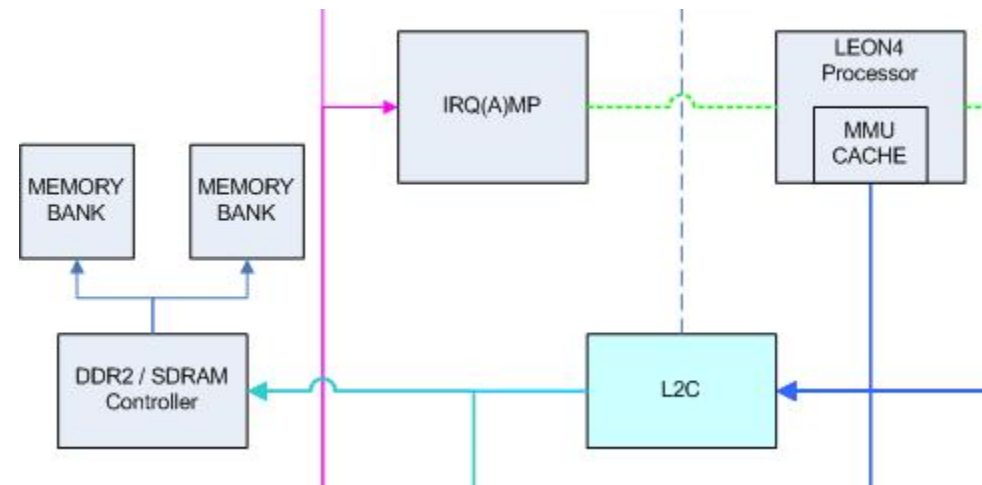 IRQ(A)MP
LEON4
Processor
MMU
CACHE
MEMORY
BANK
MEMORY
BANK
DDR2 / SDRAM
Controller
L2C